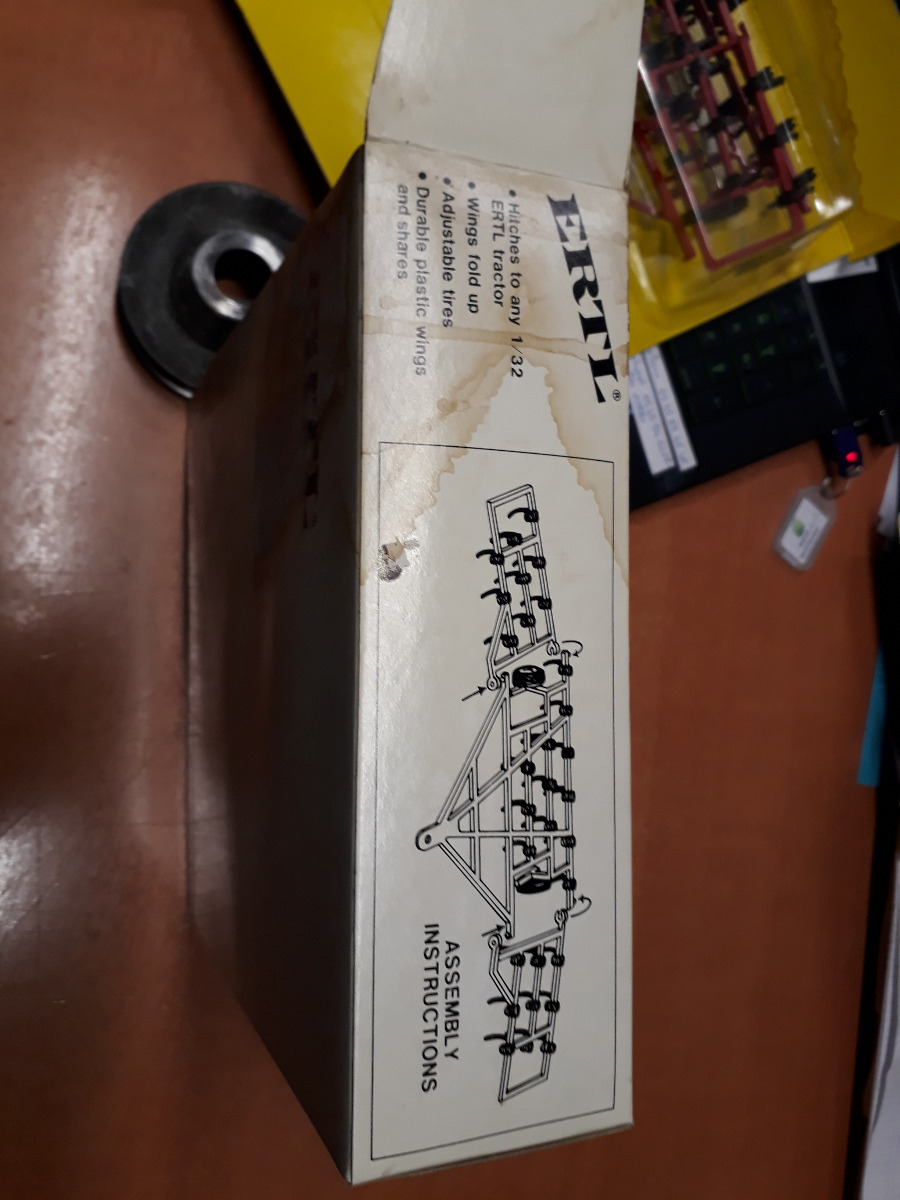 ERTL®
• Hitches to any 1/32
ERTL tractor
• Wings fold up
• Adjustable tires
• Durable plastic wings
and shares
ASSEMBLY
INSTRUCTIONS